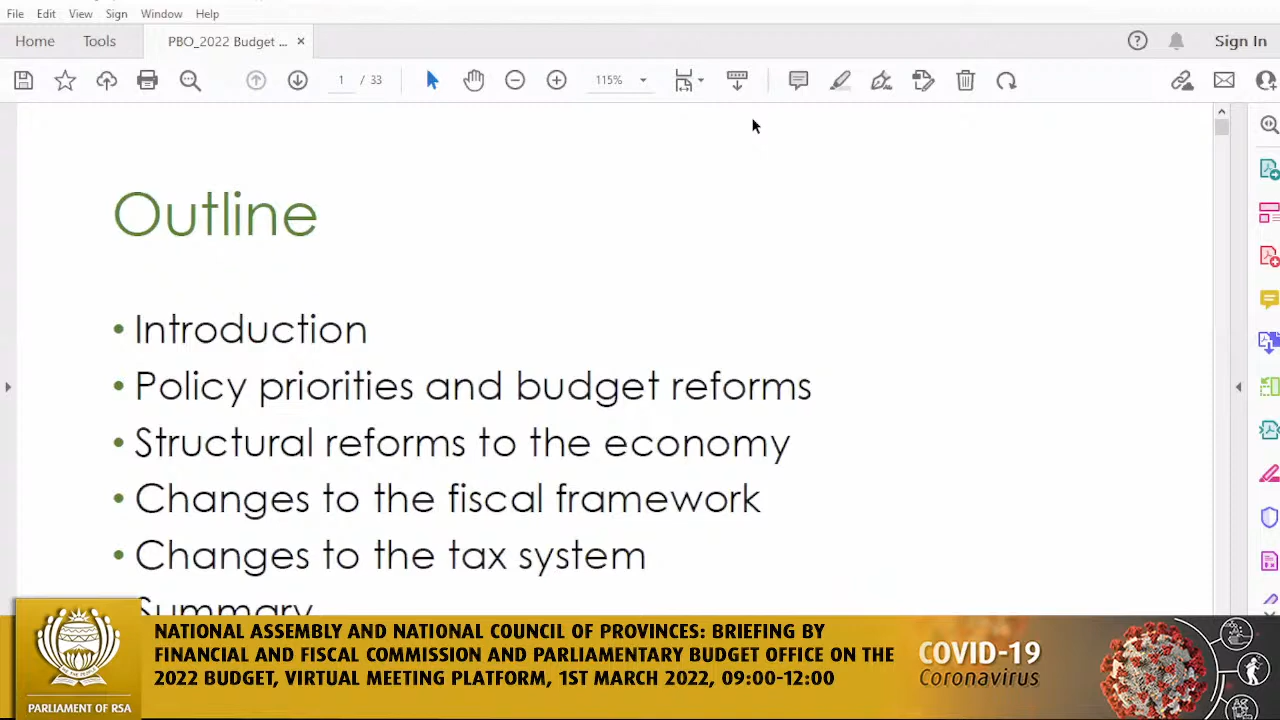 File Edit View Sign Window Help
Home Tools PBO_2022 Budget ... × Sign In
1 / 33 115%
Outline
• Introduction
• Policy priorities and budget reforms
• Structural reforms to the economy
• Changes to the fiscal framework
• Changes to the tax system
• Summary
NATIONAL ASSEMBLY AND NATIONAL COUNCIL OF PROVINCES: BRIEFING BY
FINANCIAL AND FISCAL COMMISSION AND PARLIAMENTARY BUDGET OFFICE ON THE
2022 BUDGET, VIRTUAL MEETING PLATFORM, 1ST MARCH 2022, 09:00-12:00
PARLIAMENT OF RSA
COVID-19
Coronavirus